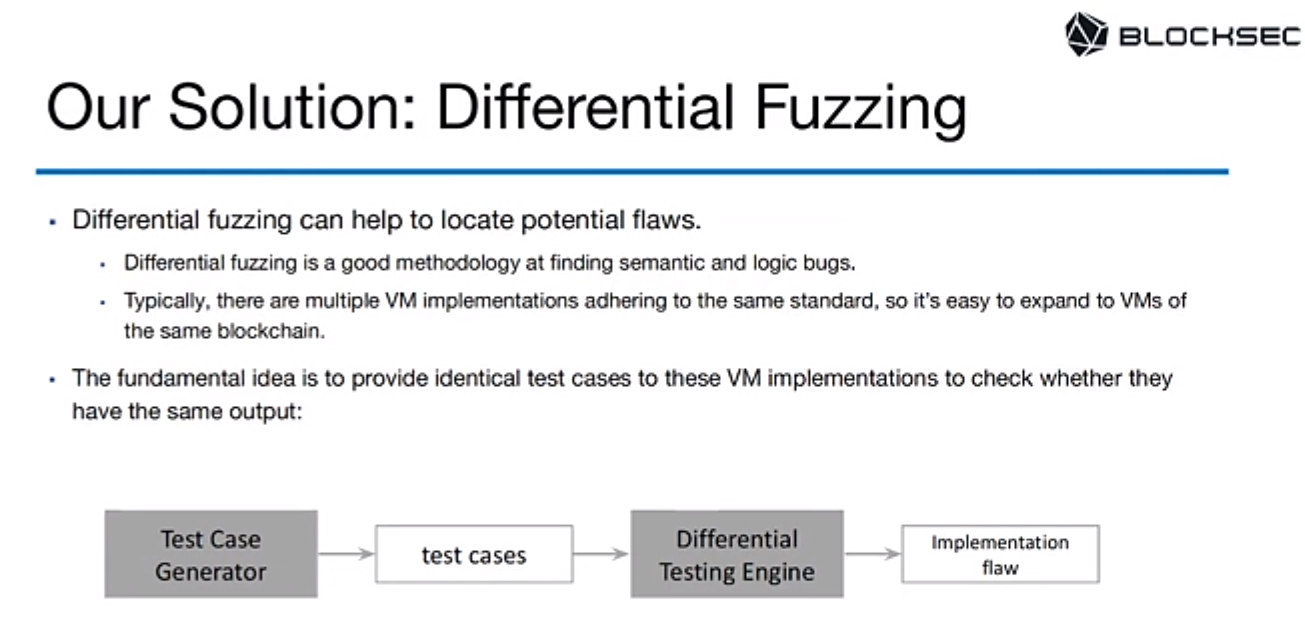 BLOCKSEC
Our Solution: Differential Fuzzing
▪ Differential fuzzing can help to locate potential flaws.
▪ Differential fuzzing is a good methodology at finding semantic and logic bugs.
▪ Typically, there are multiple VM implementations adhering to the same standard, so it's easy to expand to VMs of
the same blockchain.
▪ The fundamental idea is to provide identical test cases to these VM implementations to check whether they
have the same output:
Test Case
Generator
test cases
Differential
Testing Engine
Implementation
flaw